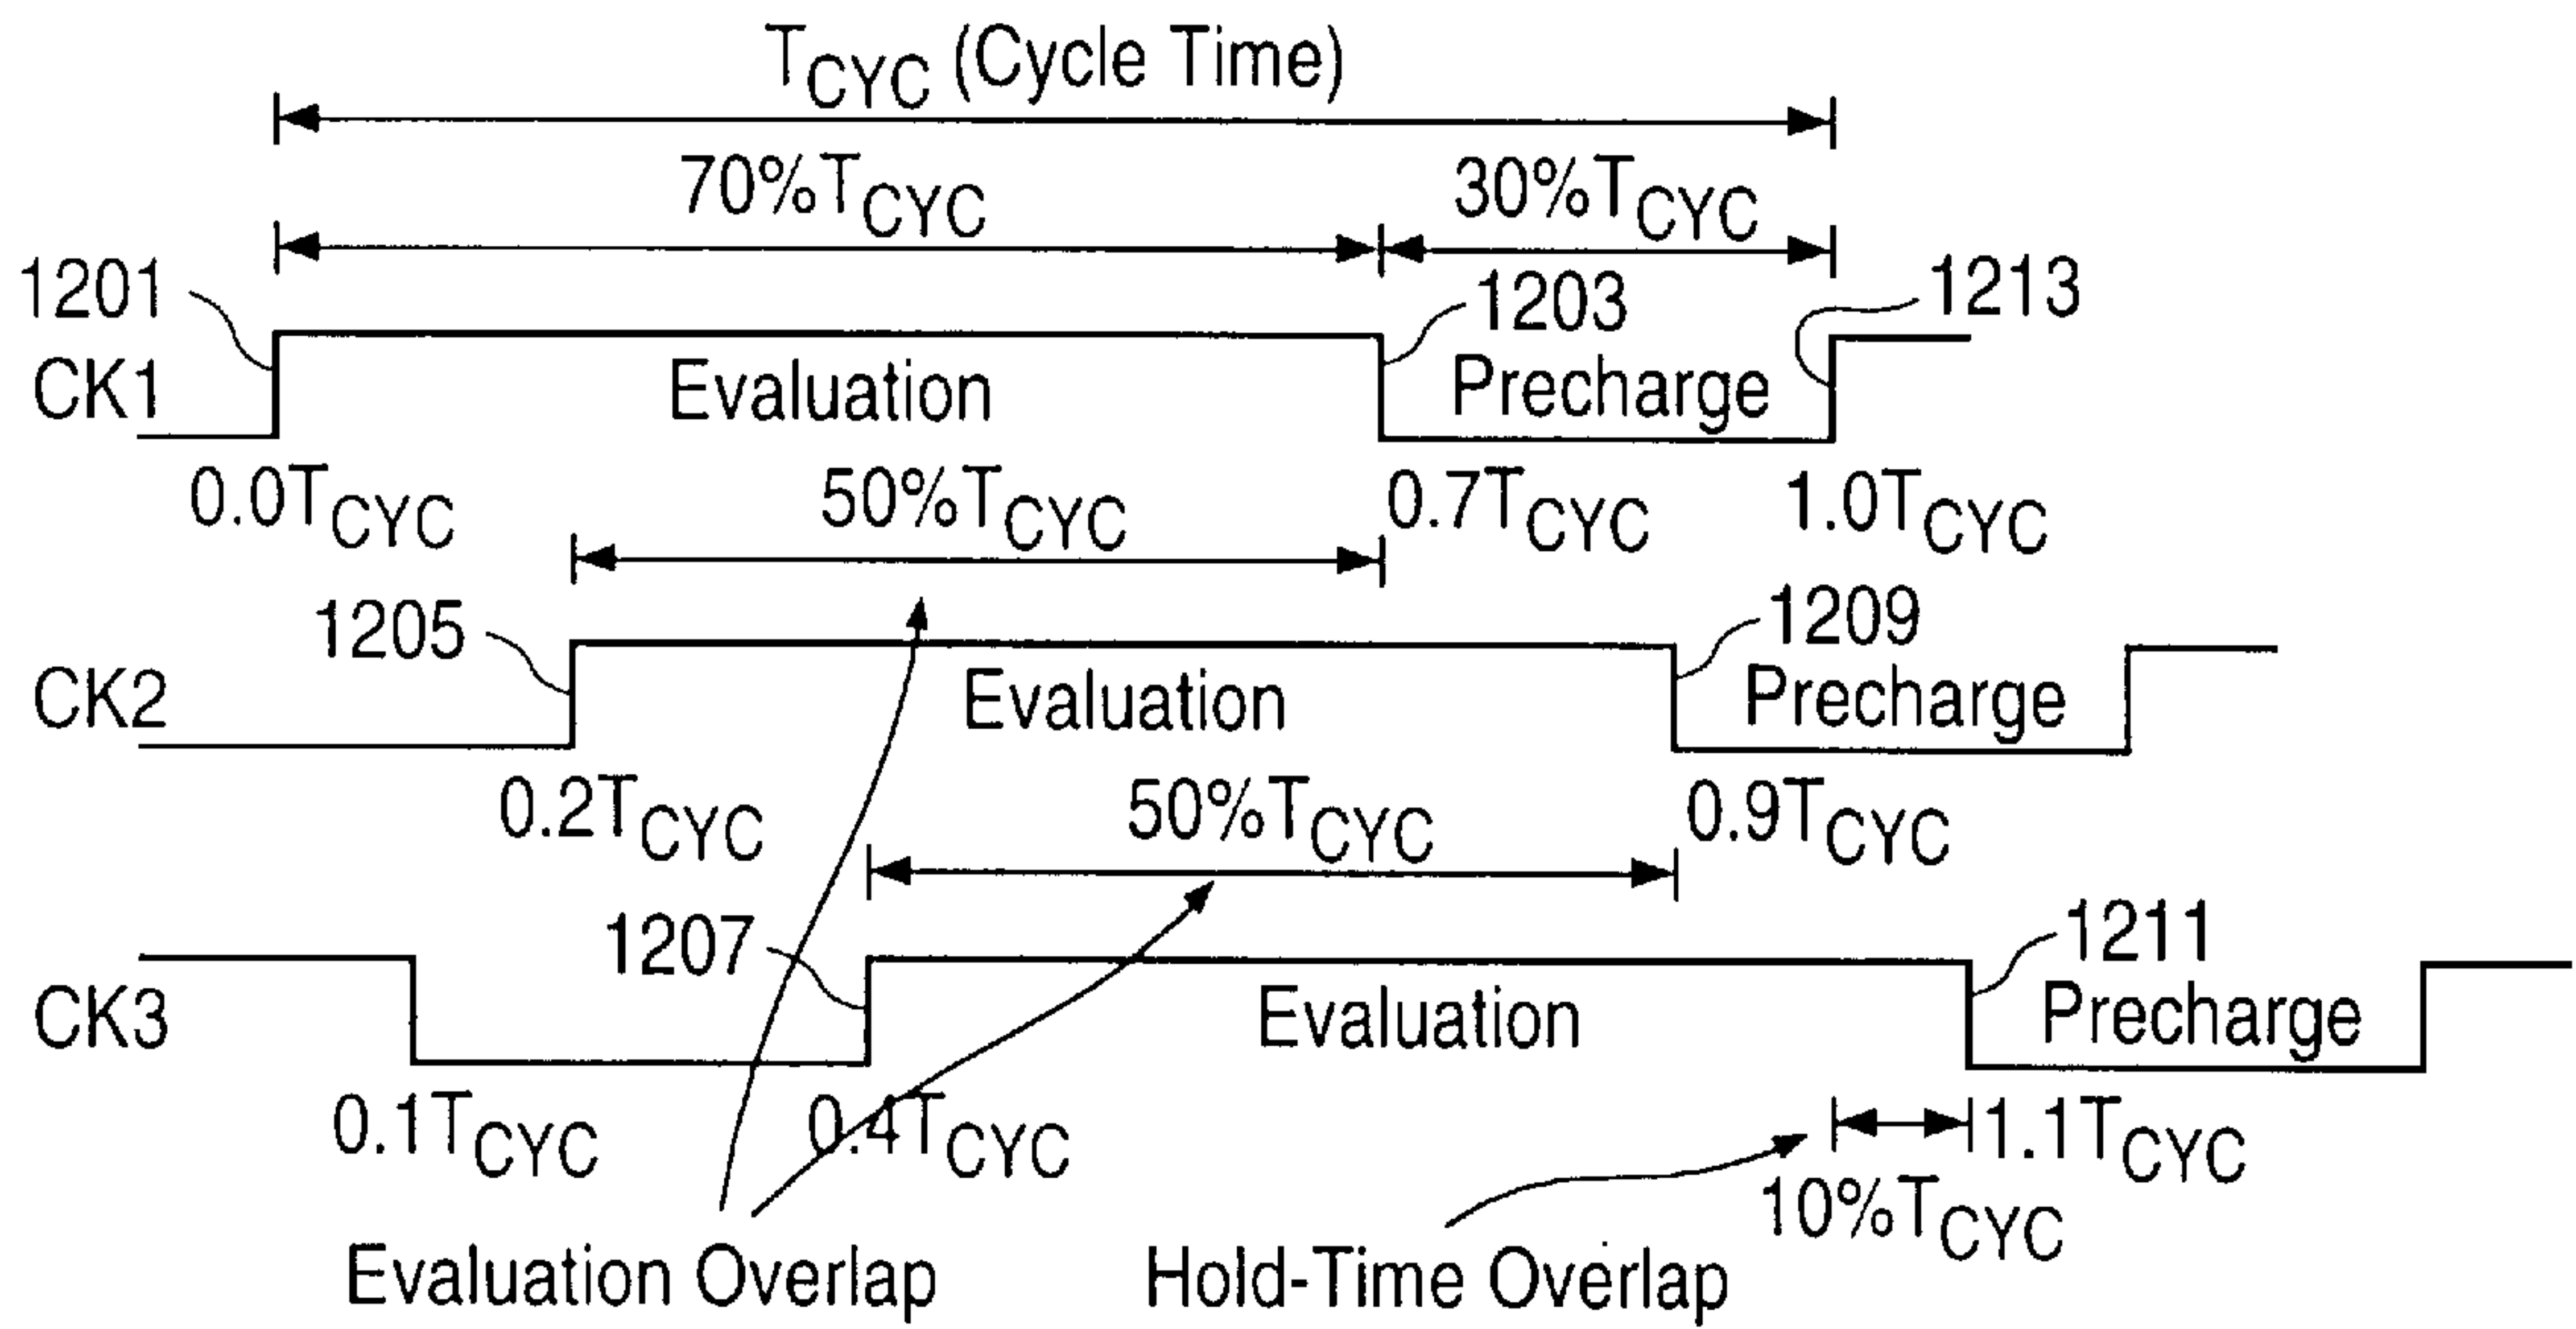 TCYC (Cycle Time)
70%TCYC
30%TCYC
1201
1203
1213
CK1
Evaluation
Precharge
0.0TCYC
50%TCYC
0.7TCYC
1.0TCYC
1205
1209
CK2
Evaluation
Precharge
0.2TCYC
50%TCYC
0.9TCYC
1207
1211
CK3
Evaluation
Precharge
0.1TCYC
0.4TCYC
1.1TCYC
10%TCYC
Evaluation Overlap
Hold-Time Overlap